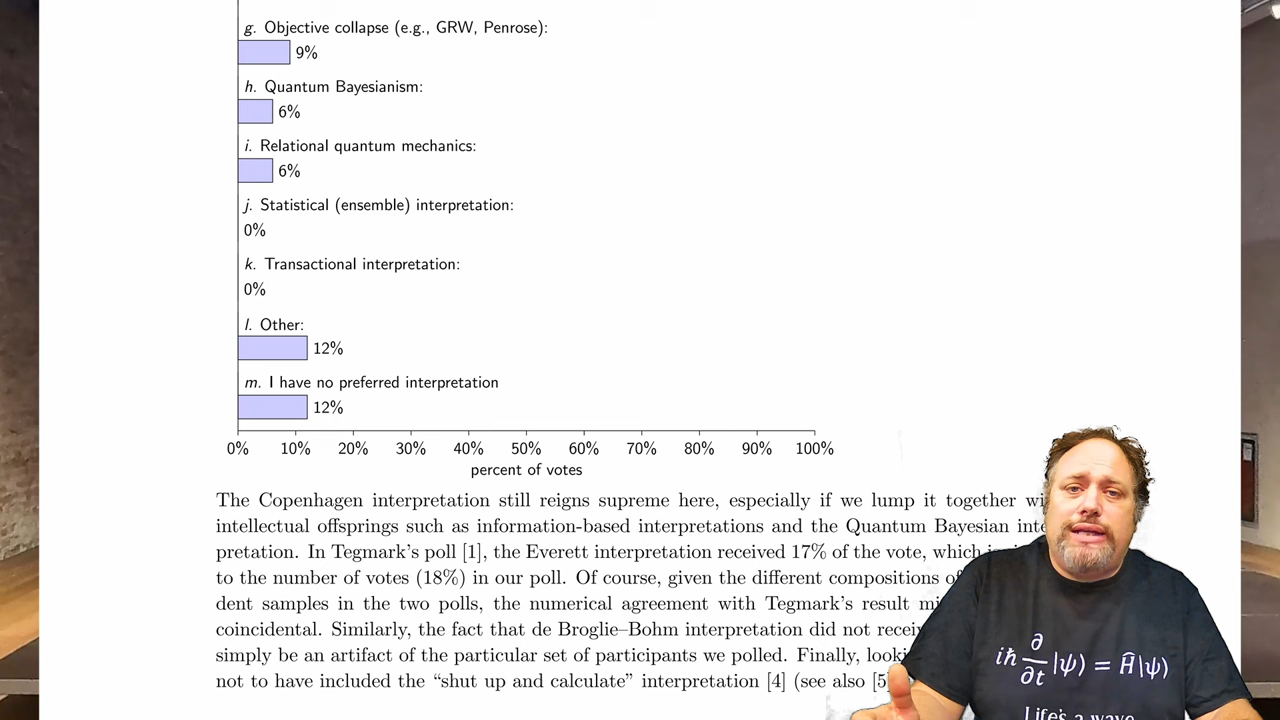 g. Objective collapse (e.g., GRW, Penrose):
9%
h. Quantum Bayesianism:
6%
i. Relational quantum mechanics:
6%
j. Statistical (ensemble) interpretation:
0%
k. Transactional interpretation:
0%
l. Other:
12%
m. I have no preferred interpretation
12%
0% 10% 20% 30% 40% 50% 60% 70% 80% 90% 100%
percent of votes
The Copenhagen interpretation still reigns supreme here, especially if we lump it together
intellectual offsprings such as information-based interpretations and the Quantum Bayesian
pretation. In Tegmark's poll [1], the Everett interpretation received 17% of the vote, which
to the number of votes (18%) in our poll. Of course, given the different compositions of
dent samples in the two polls, the numerical agreement with Tegmark's result
coincidental. Similarly, the fact that de Broglie–Bohm interpretation did not
simply be an artifact of the particular set of participants we polled. Finally,
not to have included the “shut up and calculate” interpretation [4] (see also [5]
iħ ∂/∂t |ψ⟩ = Ĥ|ψ⟩
Life's a wave